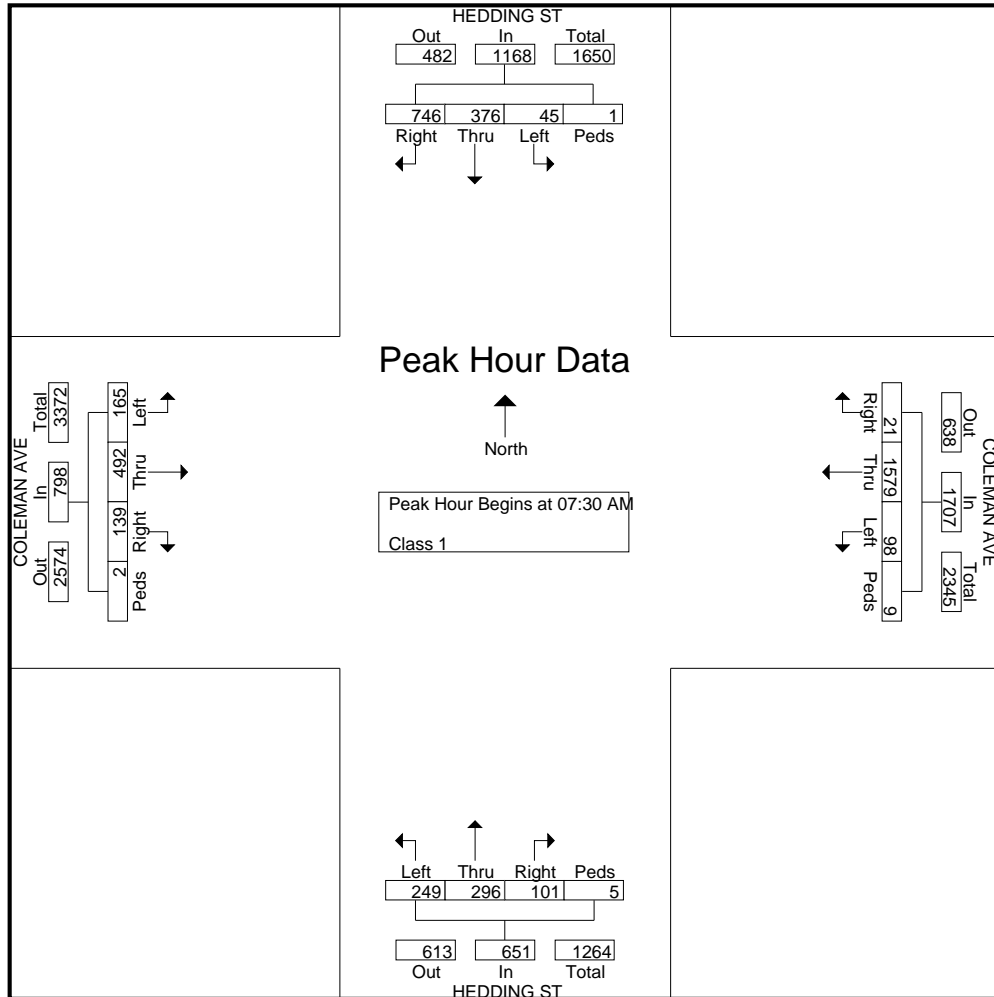 HEDDING ST
Out In Total
482 1168 1650
746 376 45 1
Right Thru Left Peds
Peak Hour Data
North
Peak Hour Begins at 07:30 AM
Class 1
COLEMAN AVE
Total In Out
3372 798 2574
165 492 139 2
Left Thru Right Peds
COLEMAN AVE
Out In Total
638 1707 2345
21 1579 98 9
Right Thru Left Peds
Left Thru Right Peds
249 296 101 5
613 651 1264
Out In Total
HEDDING ST